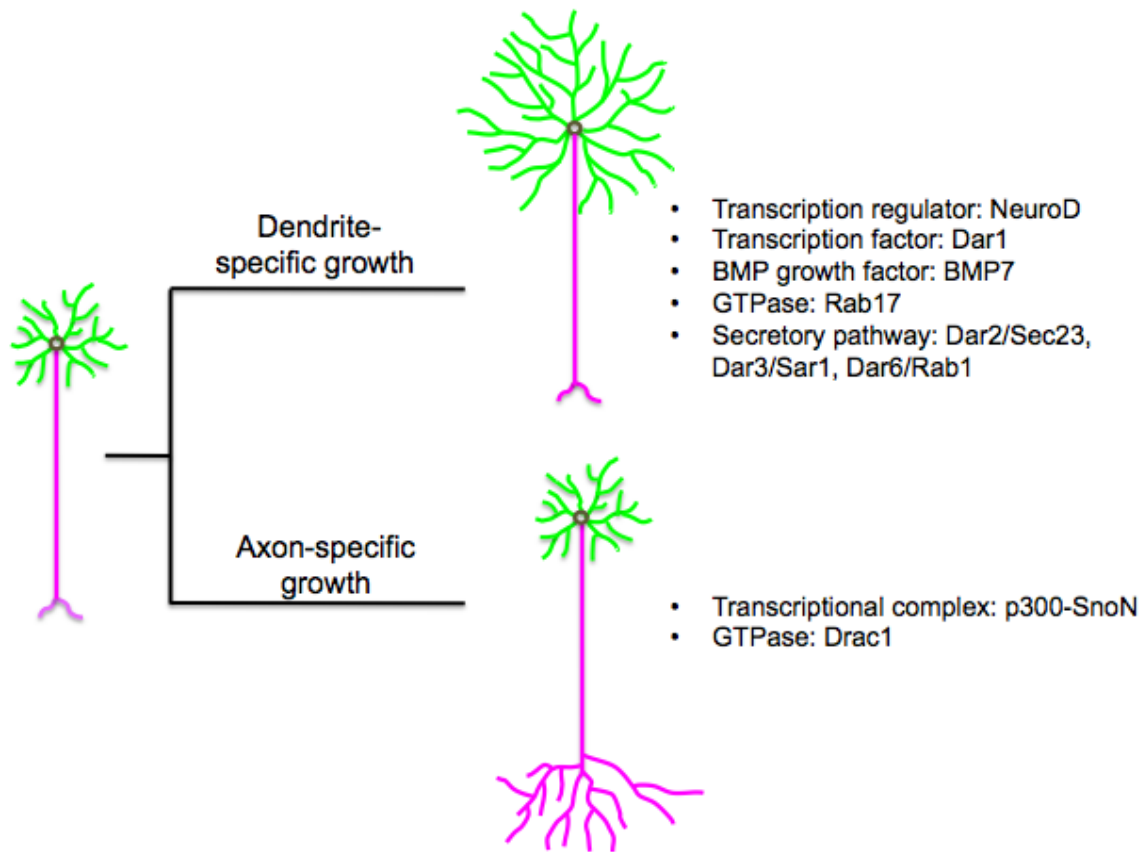 Dendrite-
specific growth
• Transcription regulator: NeuroD
• Transcription factor: Dar1
• BMP growth factor: BMP7
• GTPase: Rab17
• Secretory pathway: Dar2/Sec23,
Dar3/Sar1, Dar6/Rab1
Axon-specific
growth
• Transcriptional complex: p300-SnoN
• GTPase: Drac1